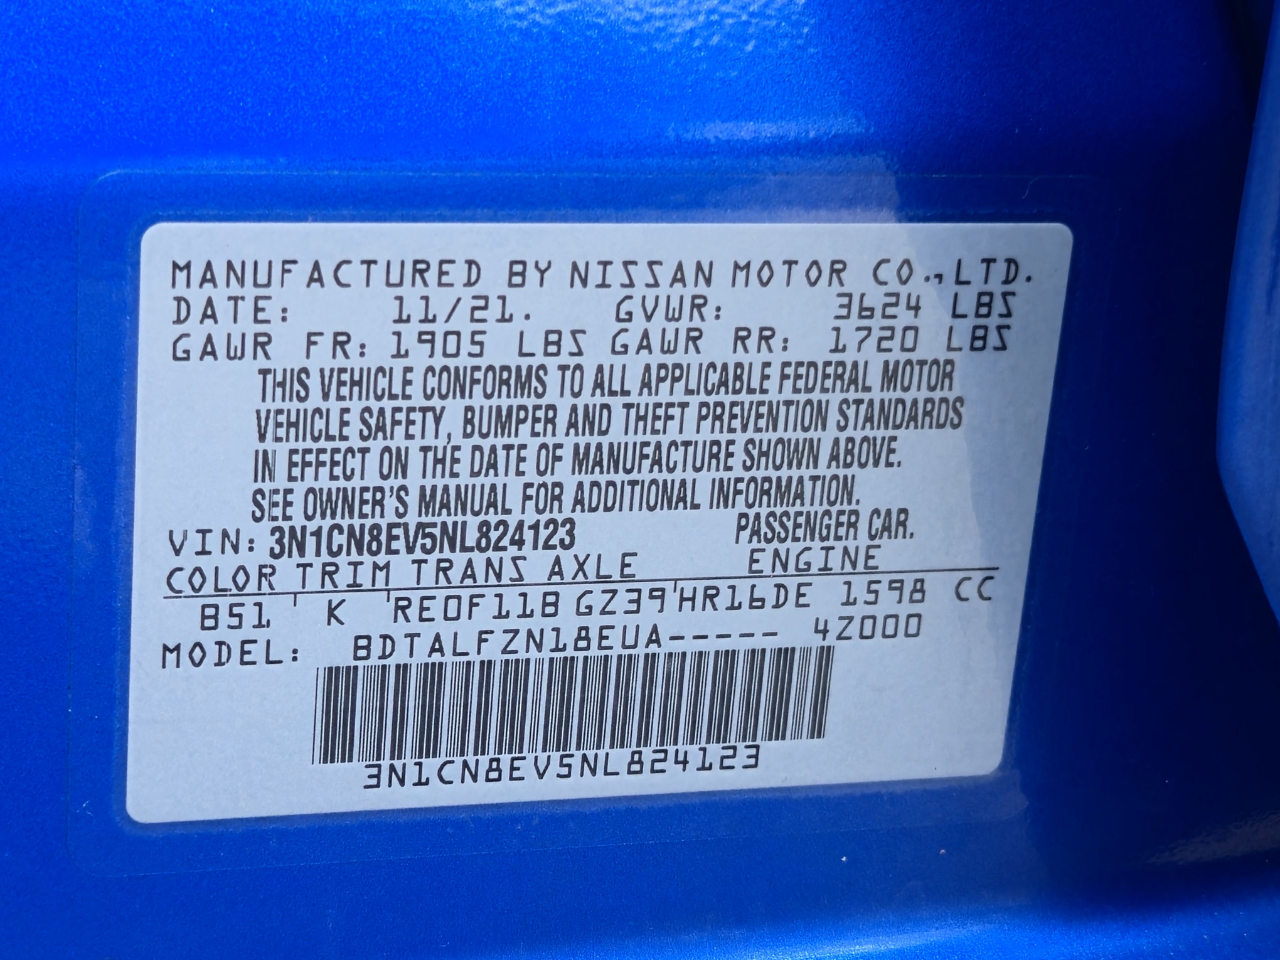 MANUFACTURED BY NISSAN MOTOR CO., LTD.
DATE: 11/21. GVWR: 3624 LBS
GAWR FR: 1905 LBS GAWR RR: 1720 LBS
THIS VEHICLE CONFORMS TO ALL APPLICABLE FEDERAL MOTOR
VEHICLE SAFETY, BUMPER AND THEFT PREVENTION STANDARDS
IN EFFECT ON THE DATE OF MANUFACTURE SHOWN ABOVE.
SEE OWNER'S MANUAL FOR ADDITIONAL INFORMATION.
VIN: 3N1CN8EV5NL824123 PASSENGER CAR.
COLOR TRIM TRANS AXLE ENGINE
B51 K RE0F11B GZ39 HR16DE 1598 CC
MODEL: BDTALFZN18EUA----- 4Z000
3N1CN8EV5NL824123